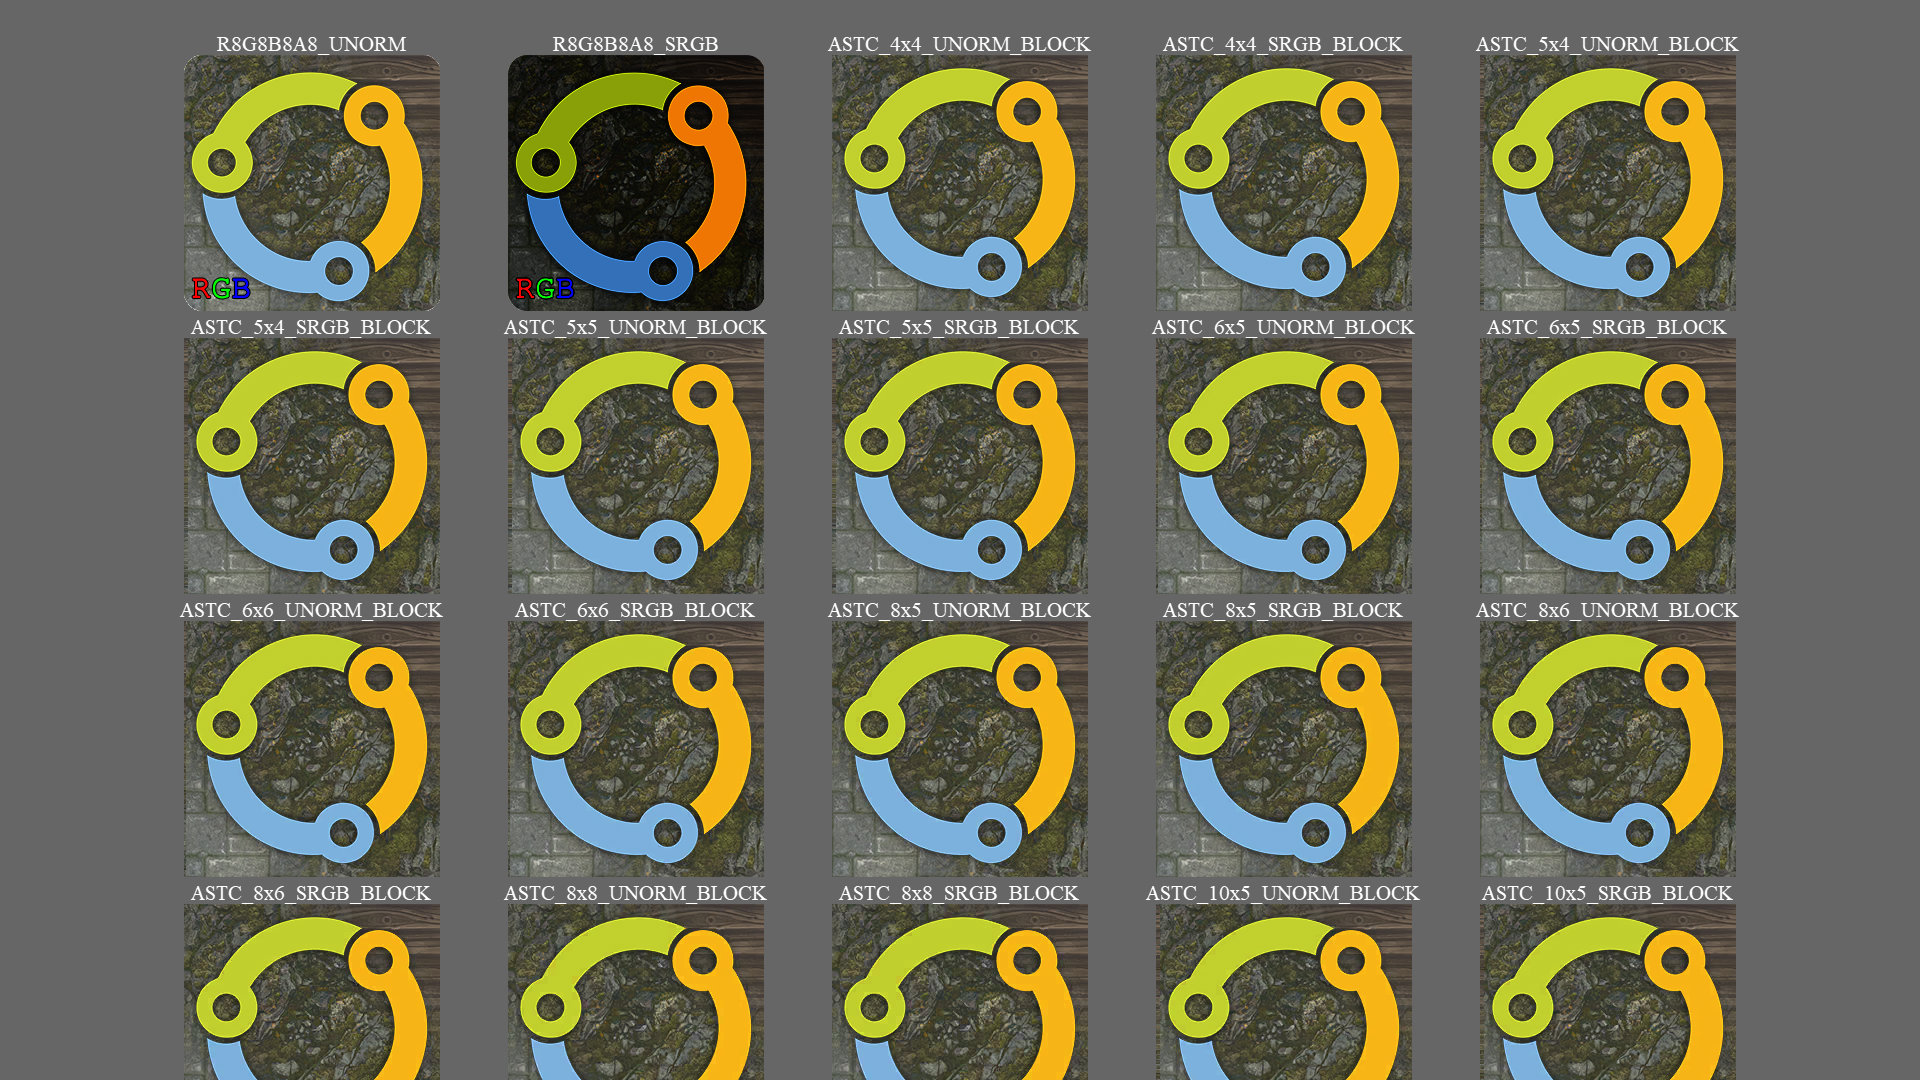 R8G8B8A8_UNORM
R8G8B8A8_SRGB
ASTC_4x4_UNORM_BLOCK
ASTC_4x4_SRGB_BLOCK
ASTC_5x4_UNORM_BLOCK
RGB
RGB
ASTC_5x4_SRGB_BLOCK
ASTC_5x5_UNORM_BLOCK
ASTC_5x5_SRGB_BLOCK
ASTC_6x5_UNORM_BLOCK
ASTC_6x5_SRGB_BLOCK
ASTC_6x6_UNORM_BLOCK
ASTC_6x6_SRGB_BLOCK
ASTC_8x5_UNORM_BLOCK
ASTC_8x5_SRGB_BLOCK
ASTC_8x6_UNORM_BLOCK
ASTC_8x6_SRGB_BLOCK
ASTC_8x8_UNORM_BLOCK
ASTC_8x8_SRGB_BLOCK
ASTC_10x5_UNORM_BLOCK
ASTC_10x5_SRGB_BLOCK